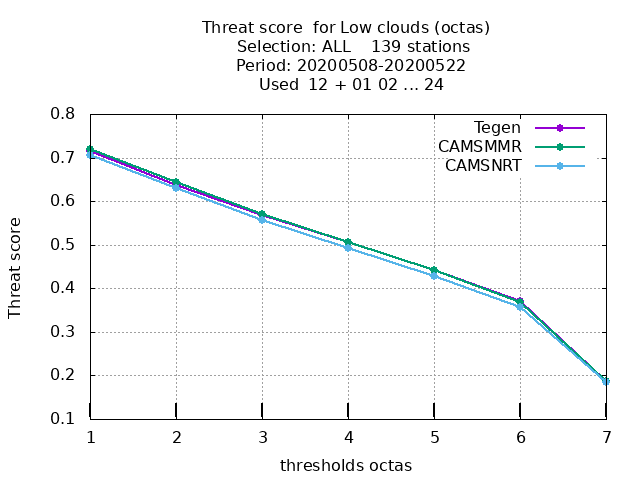 Threat score  for Low clouds (octas)
Selection: ALL    139 stations
Period: 20200508-20200522
Used  12 + 01 02 ... 24
Tegen
CAMSMMR
CAMSNRT
Threat score
0.8
0.7
0.6
0.5
0.4
0.3
0.2
0.1
1 2 3 4 5 6 7
thresholds octas